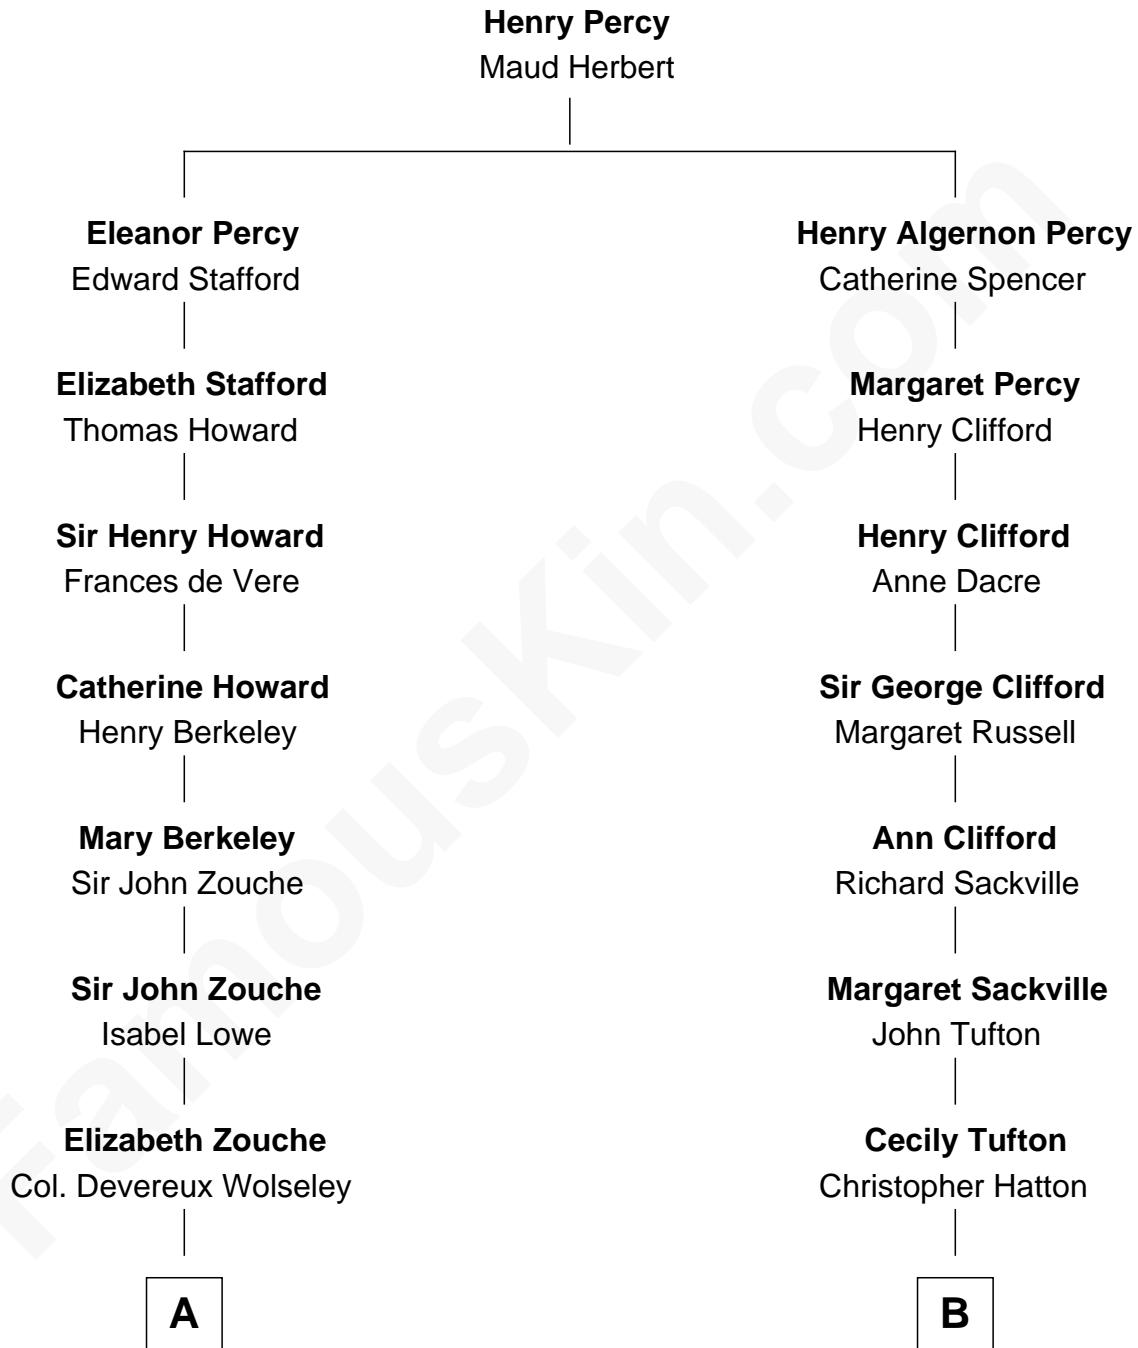 Henry Percy
Maud Herbert
Eleanor Percy
Edward Stafford
Henry Algernon Percy
Catherine Spencer
Elizabeth Stafford
Thomas Howard
Margaret Percy
Henry Clifford
Sir Henry Howard
Frances de Vere
Henry Clifford
Anne Dacre
Catherine Howard
Henry Berkeley
Sir George Clifford
Margaret Russell
Mary Berkeley
Sir John Zouche
Ann Clifford
Richard Sackville
Sir John Zouche
Isabel Lowe
Margaret Sackville
John Tufton
Elizabeth Zouche
Col. Devereux Wolseley
Cecily Tufton
Christopher Hatton
A
B
FamousKin.com